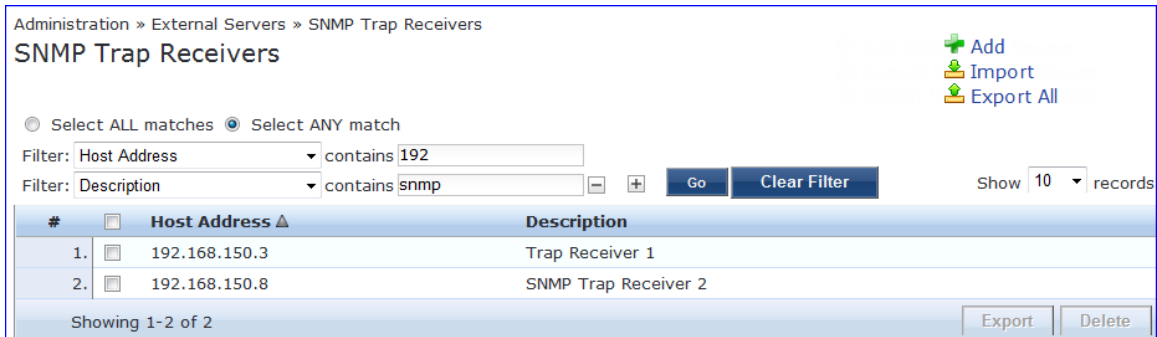 Administration » External Servers » SNMP Trap Receivers
SNMP Trap Receivers
Add
Import
Export All
Select ALL matches Select ANY match
Filter: Host Address contains 192
Filter: Description contains snmp − + Go Clear Filter Show 10 records
# Host Address Description
1. 192.168.150.3 Trap Receiver 1
2. 192.168.150.8 SNMP Trap Receiver 2
Showing 1-2 of 2 Export Delete